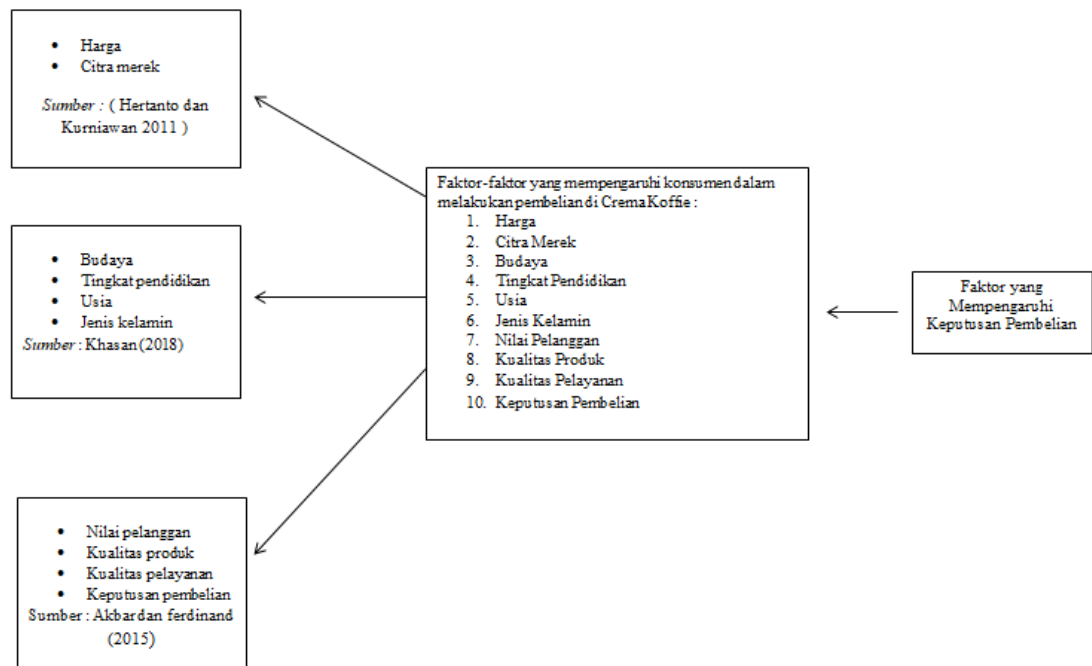 • Harga
• Citra merek
Sumber : ( Hertanto dan
Kurniawan 2011 )
• Budaya
• Tingkat pendidikan
• Usia
• Jenis kelamin
Sumber : Khasan (2018)
• Nilai pelanggan
• Kualitas produk
• Kualitas pelayanan
• Keputusan pembelian
Sumber : Akbar dan ferdinand
(2015)
Faktor-faktor yang mempengaruhi konsumen dalam
melakukan pembelian di Crema Koffie :
1. Harga
2. Citra Merek
3. Budaya
4. Tingkat Pendidikan
5. Usia
6. Jenis Kelamin
7. Nilai Pelanggan
8. Kualitas Produk
9. Kualitas Pelayanan
10. Keputusan Pembelian
Faktor yang
Mempengaruhi
Keputusan Pembelian